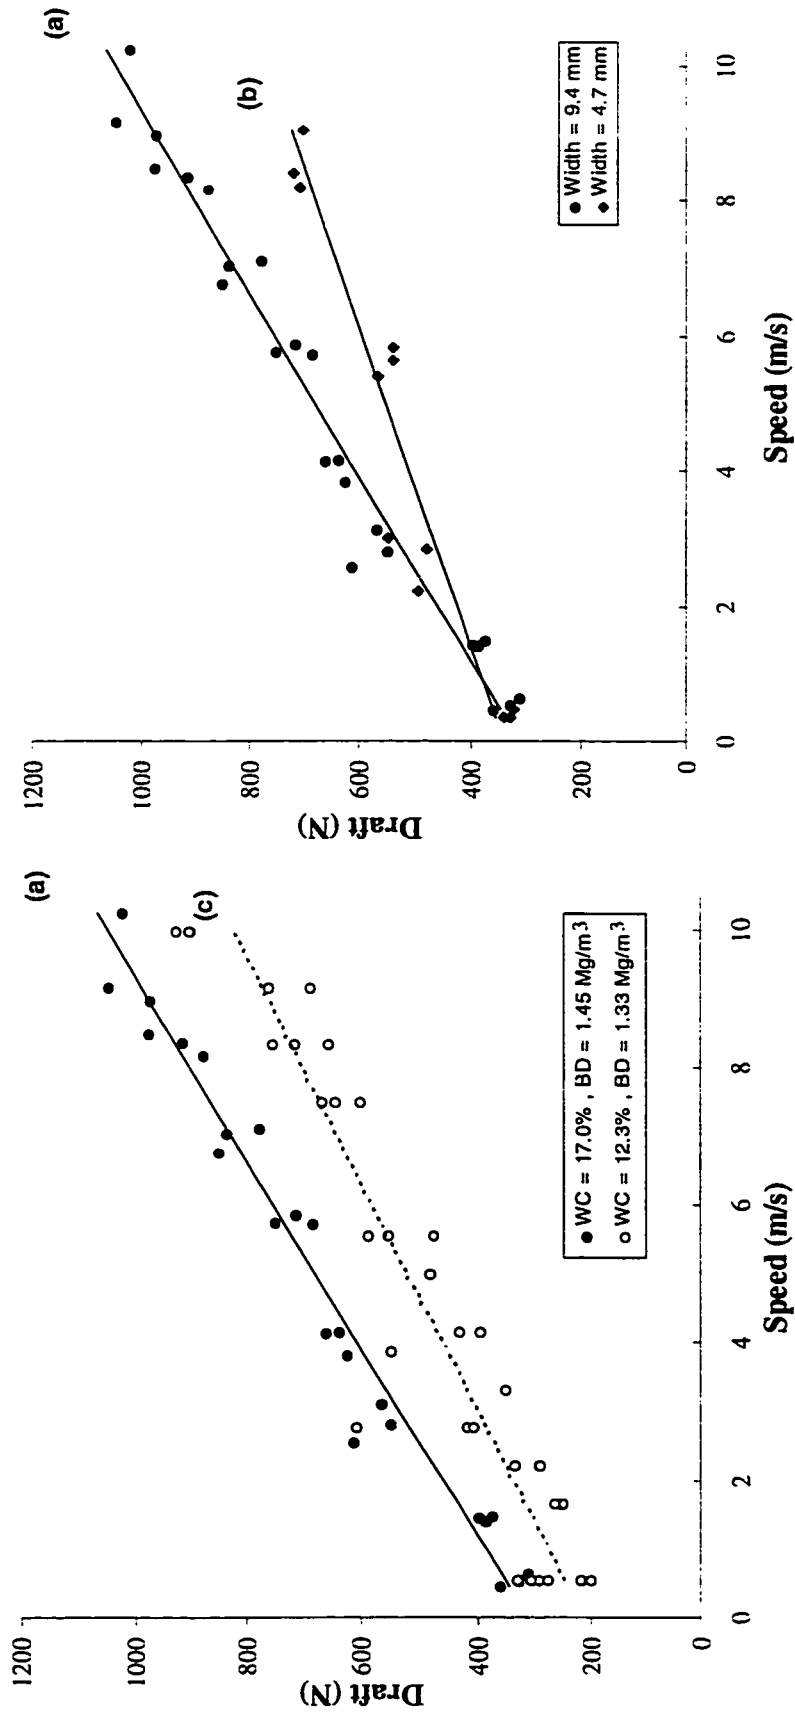 1200
1000
800
600
400
200
0
Draft (N)
0
2
4
6
8
10
Speed (m/s)
(a)
(c)
● WC = 17.0% , BD = 1.45 Mg/m³
○ WC = 12.3% , BD = 1.33 Mg/m³
1200
1000
800
600
400
200
0
Draft (N)
0
2
4
6
8
10
Speed (m/s)
(a)
(b)
● Width = 9.4 mm
◆ Width = 4.7 mm